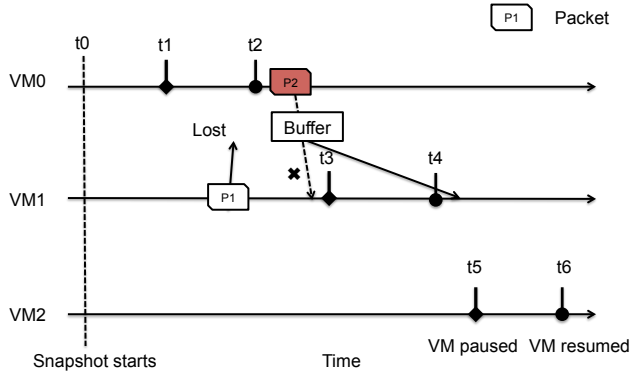 P1 Packet
t0 t1 t2
VM0 P2
Lost Buffer
t3 t4
VM1 P1
t5 t6
VM2
VM paused VM resumed
Snapshot starts Time